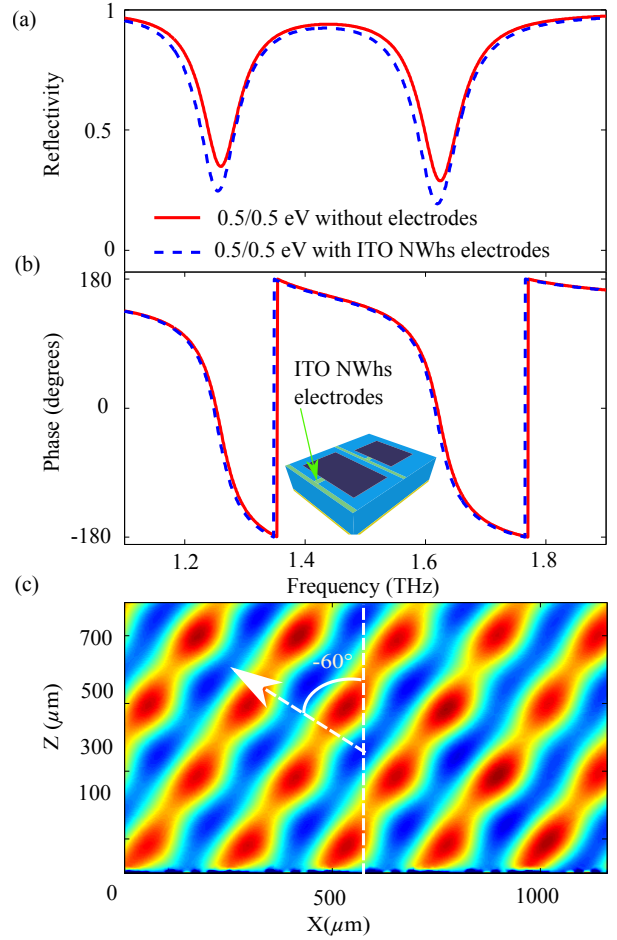 (a)
1
0.5
0
Reflectivity
0.5/0.5 eV without electrodes
0.5/0.5 eV with ITO NWhs electrodes
(b)
180
0
-180
Phase (degrees)
ITO NWhs
electrodes
1.2
1.4
1.6
1.8
Frequency (THz)
(c)
700
500
300
100
0
Z (μm)
-60°
500
1000
X(μm)